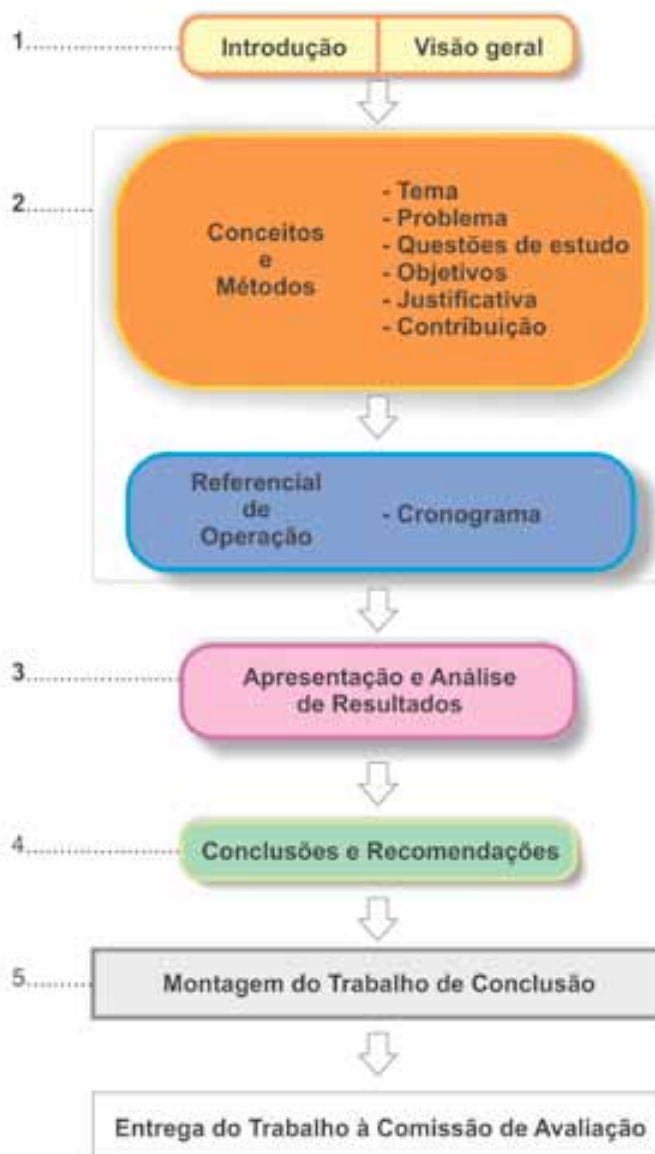 1............ Introdução Visão geral
2............
Conceitos
e
Métodos
- Tema
- Problema
- Questões de estudo
- Objetivos
- Justificativa
- Contribuição
Referencial
de
Operação
- Cronograma
3............ Apresentação e Análise
de Resultados
4............ Conclusões e Recomendações
5............ Montagem do Trabalho de Conclusão
Entrega do Trabalho à Comissão de Avaliação